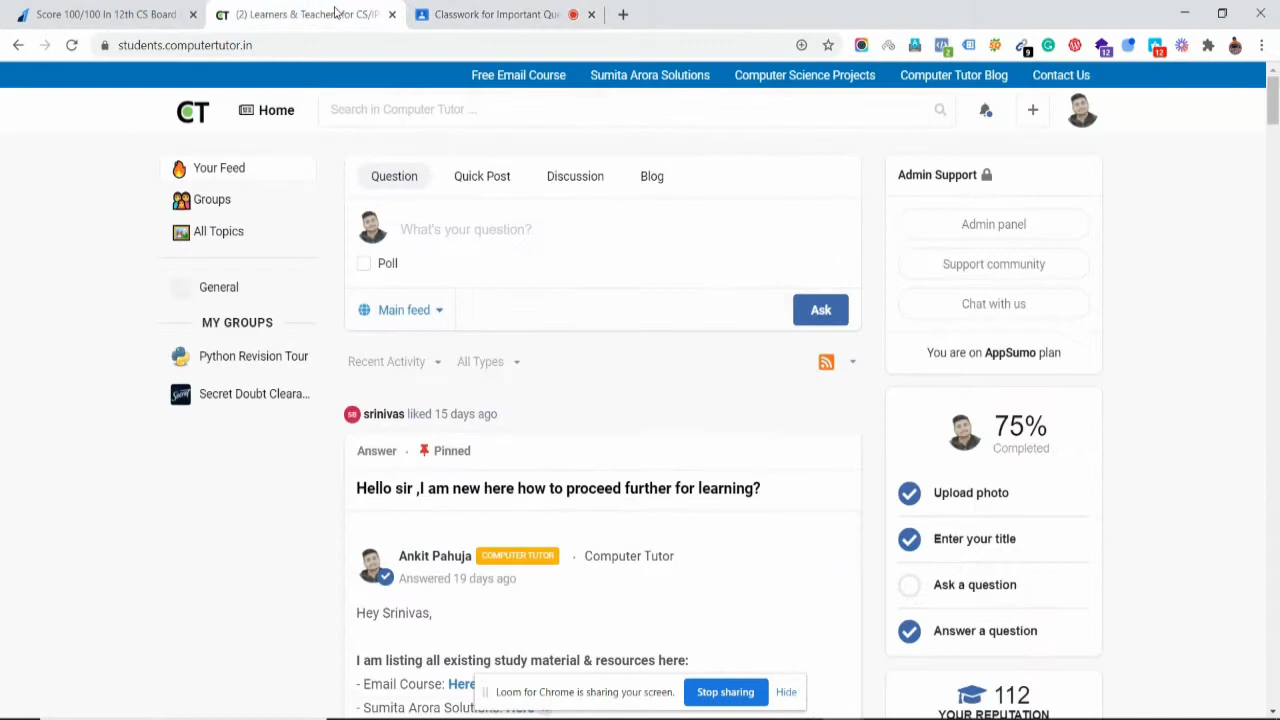 Score 100/100 In 12th CS Board
(2) Learners & Teachers for CS/IP
Classwork for Important Que
students.computertutor.in
2
9
12
12
Free Email Course Sumita Arora Solutions Computer Science Projects Computer Tutor Blog Contact Us
CT Home Search in Computer Tutor ...
Your Feed
Groups
All Topics
General
MY GROUPS
Python Revision Tour
Secret Doubt Cleara...
Question Quick Post Discussion Blog
What's your question?
Poll
Main feed Ask
Recent Activity All Types
SB srinivas liked 15 days ago
Answer · Pinned
Hello sir ,I am new here how to proceed further for learning?
Ankit Pahuja COMPUTER TUTOR · Computer Tutor
Answered 19 days ago
Hey Srinivas,
I am listing all existing study material & resources here:
- Email Course: Here
- Sumita Arora Solutions: Here
Admin Support
Admin panel
Support community
Chat with us
You are on AppSumo plan
75%
Completed
Upload photo
Enter your title
Ask a question
Answer a question
112
YOUR REPUTATION
Loom for Chrome is sharing your screen. Stop sharing Hide